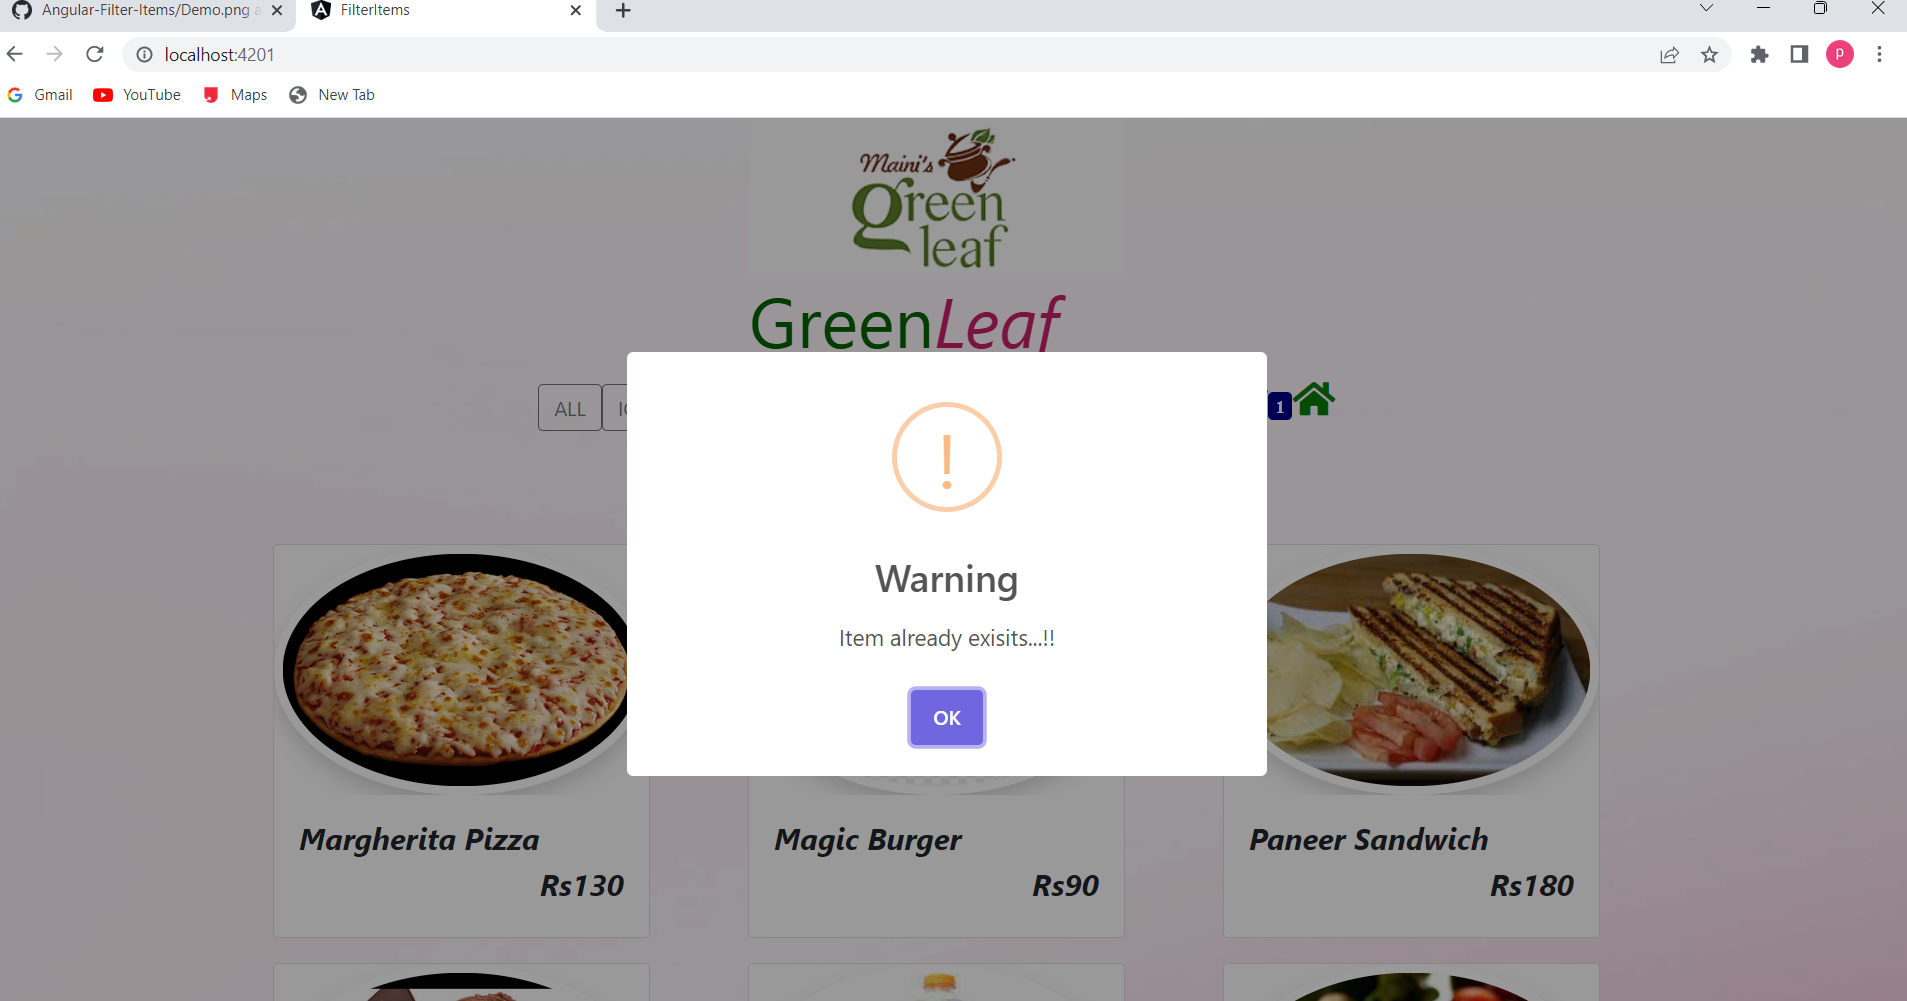 Angular-Filter-Items/Demo.png
FilterItems
localhost:4201
P
Gmail
YouTube
Maps
New Tab
Maini's
green
leaf
GreenLeaf
ALL
1
!
Warning
Item already exisits...!!
OK
Margherita Pizza
Rs130
Magic Burger
Rs90
Paneer Sandwich
Rs180